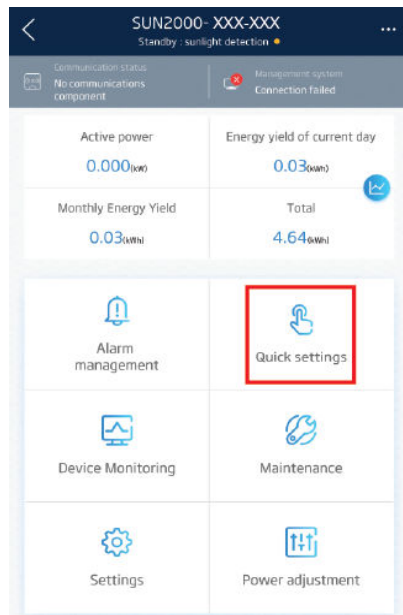 SUN2000- XXX-XXX
Standby : sunlight detection
Communication status
No communications
component
Management system
Connection failed
Active power
0.000(kW)
Energy yield of current day
0.03(kWh)
Monthly Energy Yield
0.03(kWh)
Total
4.64(kWh)
Alarm
management
Quick settings
Device Monitoring
Maintenance
Settings
Power adjustment